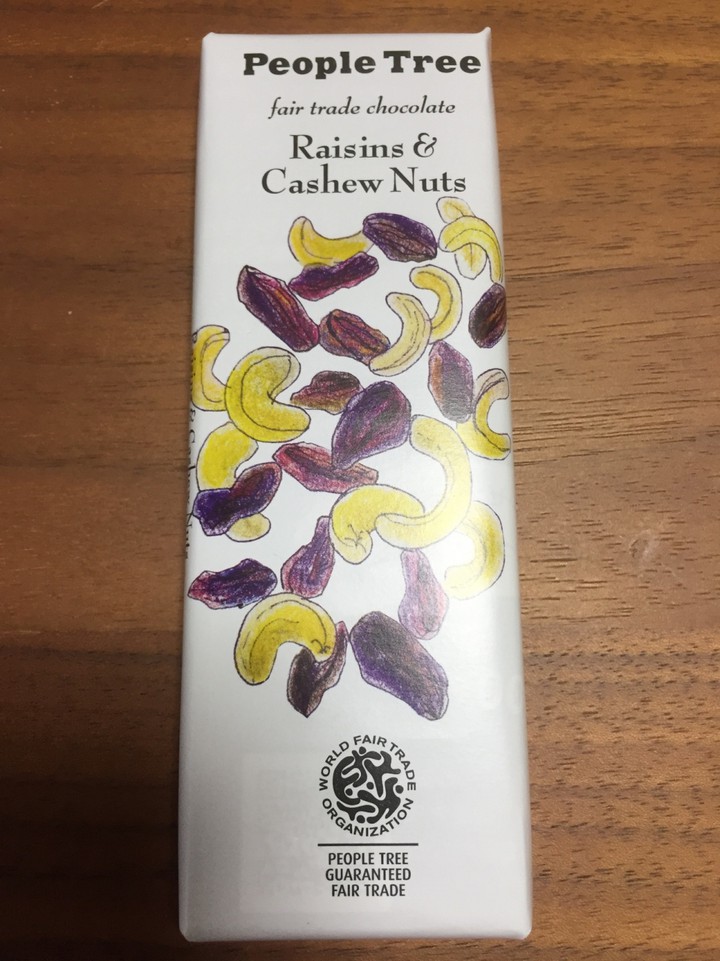 People Tree
fair trade chocolate
Raisins &
Cashew Nuts
WORLD FAIR TRADE
ORGANIZATION
PEOPLE TREE
GUARANTEED
FAIR TRADE